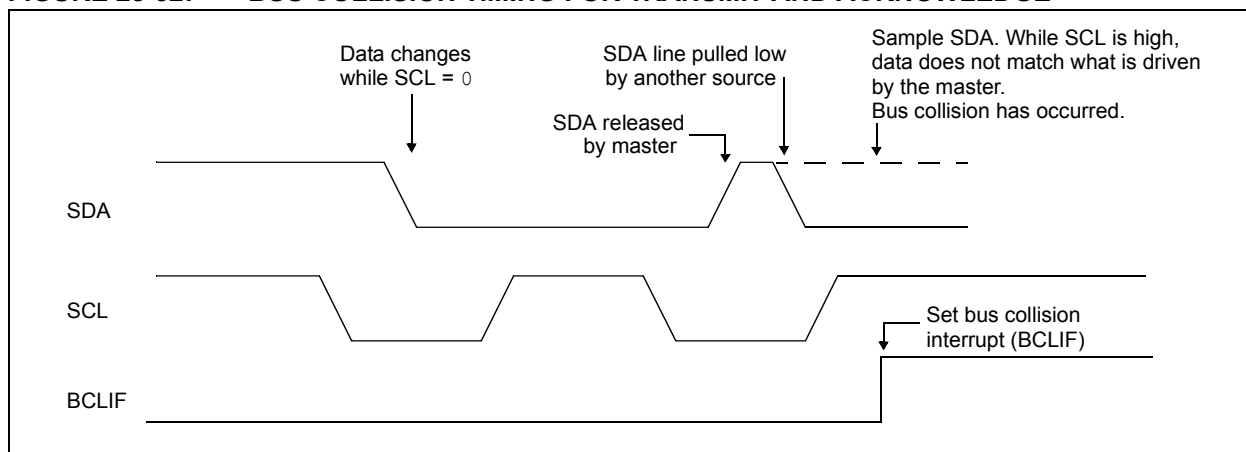 Data changes
while SCL = 0
SDA line pulled low
by another source
Sample SDA. While SCL is high,
data does not match what is driven
by the master.
Bus collision has occurred.
SDA released
by master
SDA
SCL
Set bus collision
interrupt (BCLIF)
BCLIF